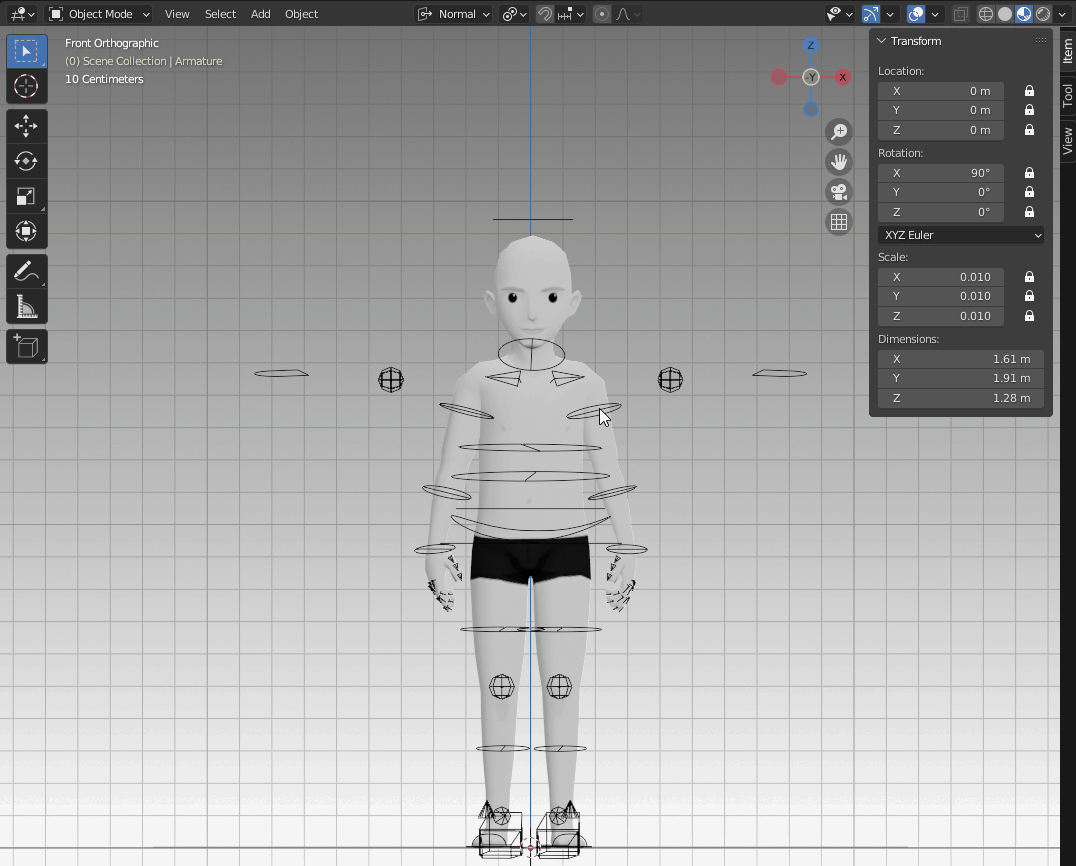 Object Mode View Select Add Object Normal
Front Orthographic
(0) Scene Collection | Armature
10 Centimeters
Z
-Y X
Transform
Location:
X 0 m
Y 0 m
Z 0 m
Rotation:
X 90°
Y 0°
Z 0°
XYZ Euler
Scale:
X 0.010
Y 0.010
Z 0.010
Dimensions:
X 1.61 m
Y 1.91 m
Z 1.28 m
Item
Tool
View